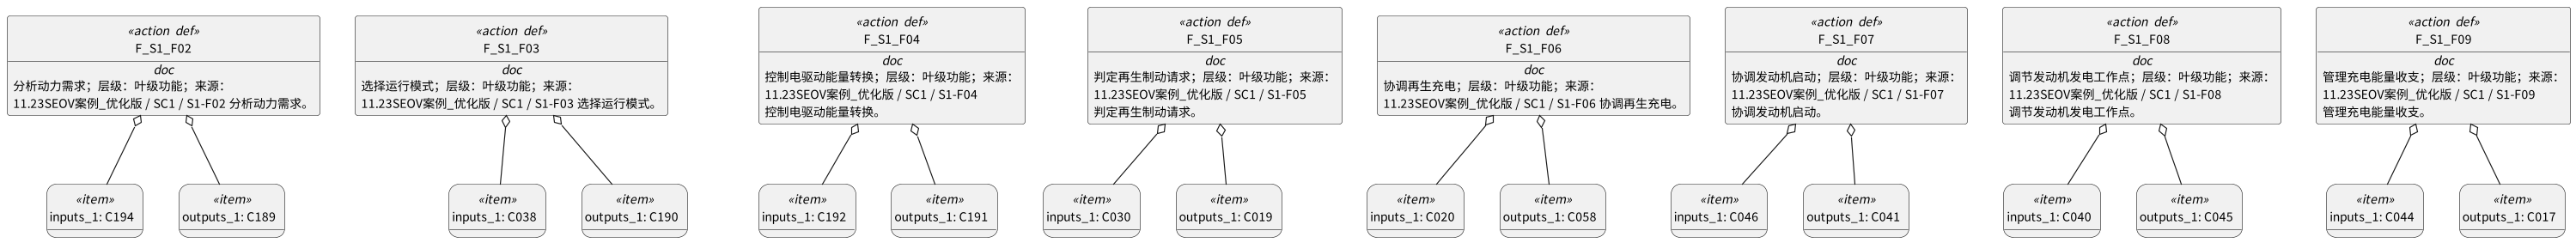 «action def»
F_S1_F02
doc
分析动力需求；层级：叶级功能；来源：
11.23SEOV案例_优化版 / SC1 / S1-F02 分析动力需求。
«action def»
F_S1_F03
doc
选择运行模式；层级：叶级功能；来源：
11.23SEOV案例_优化版 / SC1 / S1-F03 选择运行模式。
«action def»
F_S1_F04
doc
控制电驱动能量转换；层级：叶级功能；来源：
11.23SEOV案例_优化版 / SC1 / S1-F04
控制电驱动能量转换。
«action def»
F_S1_F05
doc
判定再生制动请求；层级：叶级功能；来源：
11.23SEOV案例_优化版 / SC1 / S1-F05
判定再生制动请求。
«action def»
F_S1_F06
doc
协调再生充电；层级：叶级功能；来源：
11.23SEOV案例_优化版 / SC1 / S1-F06 协调再生充电。
«action def»
F_S1_F07
doc
协调发动机启动；层级：叶级功能；来源：
11.23SEOV案例_优化版 / SC1 / S1-F07
协调发动机启动。
«action def»
F_S1_F08
doc
调节发动机发电工作点；层级：叶级功能；来源：
11.23SEOV案例_优化版 / SC1 / S1-F08
调节发动机发电工作点。
«action def»
F_S1_F09
doc
管理充电能量收支；层级：叶级功能；来源：
11.23SEOV案例_优化版 / SC1 / S1-F09
管理充电能量收支。
«item»
inputs_1: C194
«item»
outputs_1: C189
«item»
inputs_1: C038
«item»
outputs_1: C190
«item»
inputs_1: C192
«item»
outputs_1: C191
«item»
inputs_1: C030
«item»
outputs_1: C019
«item»
inputs_1: C020
«item»
outputs_1: C058
«item»
inputs_1: C046
«item»
outputs_1: C041
«item»
inputs_1: C040
«item»
outputs_1: C045
«item»
inputs_1: C044
«item»
outputs_1: C017